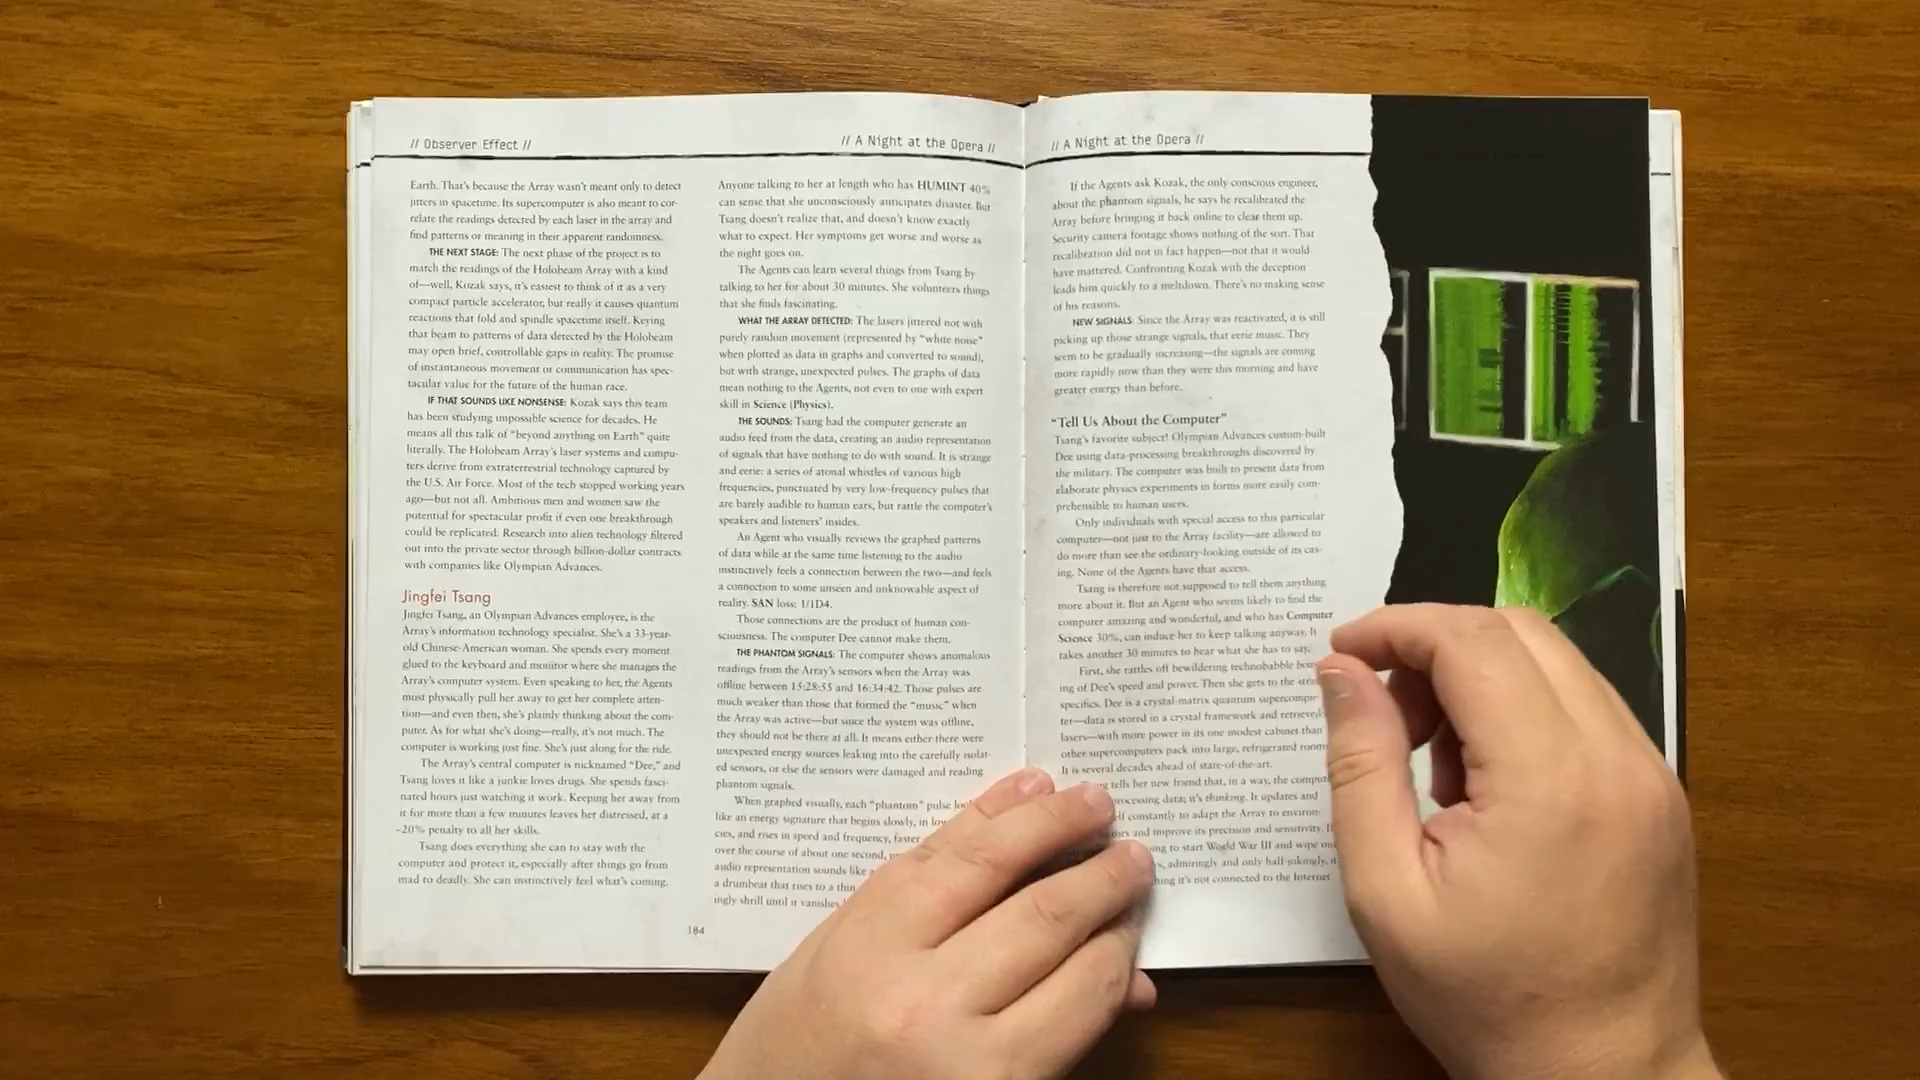 // Observer Effect //
// A Night at the Opera //
Earth. That's because the Array wasn't meant only to detect
jitters in spacetime. Its supercomputer is also meant to cor-
relate the readings detected by each laser in the array and
find patterns or meaning in their apparent randomness.
THE NEXT STAGE: The next phase of the project is to
match the readings of the Holobeam Array with a kind
of—well, Kozak says, it's easiest to think of it as a very
compact particle accelerator, but really it causes quantum
reactions that fold and spindle spacetime itself. Keying
that beam to patterns of data detected by the Holobeam
may open brief, controllable gaps in reality. The promise
of instantaneous movement or communication has spec-
tacular value for the future of the human race.
IF THAT SOUNDS LIKE NONSENSE: Kozak says this team
has been studying impossible science for decades. He
means all this talk of "beyond anything on Earth" quite
literally. The Holobeam Array's laser systems and compu-
ters derive from extraterrestrial technology captured by
the U.S. Air Force. Most of the tech stopped working years
ago—but not all. Ambitious men and women saw the
potential for spectacular profit if even one breakthrough
could be replicated. Research into alien technology filtered
out into the private sector through billion-dollar contracts
with companies like Olympian Advances.
Jingfei Tsang
Jingfei Tsang, an Olympian Advances employee, is the
Array's information technology specialist. She's a 33-year-
old Chinese-American woman. She spends every moment
glued to the keyboard and monitor where she manages the
Array's computer system. Even speaking to her, the Agents
must physically pull her away to get her complete atten-
tion—and even then, she's plainly thinking about the com-
puter. As for what she's doing—really, it's not much. The
computer is working just fine. She's just along for the ride.
The Array's central computer is nicknamed "Dee," and
Tsang loves it like a junkie loves drugs. She spends fasci-
nated hours just watching it work. Keeping her away from
it for more than a few minutes leaves her distressed, at a
-20% penalty to all her skills.
Tsang does everything she can to stay with the
computer and protect it, especially after things go from
mad to deadly. She can instinctively feel what's coming.
Anyone talking to her at length who has HUMINT 40%
can sense that she unconsciously anticipates disaster. But
Tsang doesn't realize that, and doesn't know exactly
what to expect. Her symptoms get worse and worse as
the night goes on.
The Agents can learn several things from Tsang by
talking to her for about 30 minutes. She volunteers things
that she finds fascinating.
WHAT THE ARRAY DETECTED: The lasers jittered not with
purely random movement (represented by "white noise"
when plotted as data in graphs and converted to sound),
but with strange, unexpected pulses. The graphs of data
mean nothing to the Agents, not even to one with expert
skill in Science (Physics).
THE SOUNDS: Tsang had the computer generate an
audio feed from the data, creating an audio representation
of signals that have nothing to do with sound. It is strange
and eerie: a series of atonal whistles of various high
frequencies, punctuated by very low-frequency pulses that
are barely audible to human ears, but rattle the computer's
speakers and listeners' insides.
An Agent who visually reviews the graphed patterns
of data while at the same time listening to the audio
instinctively feels a connection between the two—and feels
a connection to some unseen and unknowable aspect of
reality. SAN loss: 1/1D4.
Those connections are the product of human con-
sciousness. The computer Dee cannot make them.
THE PHANTOM SIGNALS: The computer shows anomalous
readings from the Array's sensors when the Array was
offline between 15:28:55 and 16:34:42. Those pulses are
much weaker than those that formed the "music" when
the Array was active—but since the system was offline,
they should not be there at all. It means either there were
unexpected energy sources leaking into the carefully isolat-
ed sensors, or else the sensors were damaged and reading
phantom signals.
When graphed visually, each "phantom" pulse
like an energy signature that begins slowly, in
cies, and rises in speed and frequency, faster
over the course of about one second,
audio representation sounds like
a drumbeat that rises to a
ingly shrill until it vanishes
184
// A Night at the Opera //
If the Agents ask Kozak, the only conscious engineer,
about the phantom signals, he says he recalibrated the
Array before bringing it back online to clear them up.
Security camera footage shows nothing of the sort. That
recalibration did not in fact happen—not that it would
have mattered. Confronting Kozak with the deception
leads him quickly to a meltdown. There's no making sense
of his reasons.
NEW SIGNALS: Since the Array was reactivated, it is still
picking up those strange signals, that eerie music. They
seem to be gradually increasing—the signals are coming
more rapidly now than they were this morning and have
greater energy than before.
"Tell Us About the Computer"
Tsang's favorite subject! Olympian Advances custom-built
Dee using data-processing breakthroughs discovered by
the military. The computer was built to present data from
elaborate physics experiments in forms more easily com-
prehensible to human users.
Only individuals with special access to this particular
computer—not just to the Array facility—are allowed to
do more than see the ordinary-looking outside of its cas-
ing. None of the Agents have that access.
Tsang is therefore not supposed to tell them anything
more about it. But an Agent who seems likely to find the
computer amazing and wonderful, and who has Computer
Science 30%, can induce her to keep talking anyway. It
takes another 30 minutes to hear what she has to say.
First, she rattles off bewildering technobabble
ing of Dee's speed and power. Then she gets to the
specifics. Dee is a crystal-matrix quantum supercompu-
ter—data is stored in a crystal framework and
lasers—with more power in its one modest cabinet than
other supercomputers pack into large, refrigerated
It is several decades ahead of state-of-the-art.
tells her new friend that, in a way, the
processing data; it's thinking. It updates and
constantly to adapt the Array to
and improve its precision and sensitivity.
to start World War III and wipe
admiringly and only half-jokingly,
it's not connected to the Internet